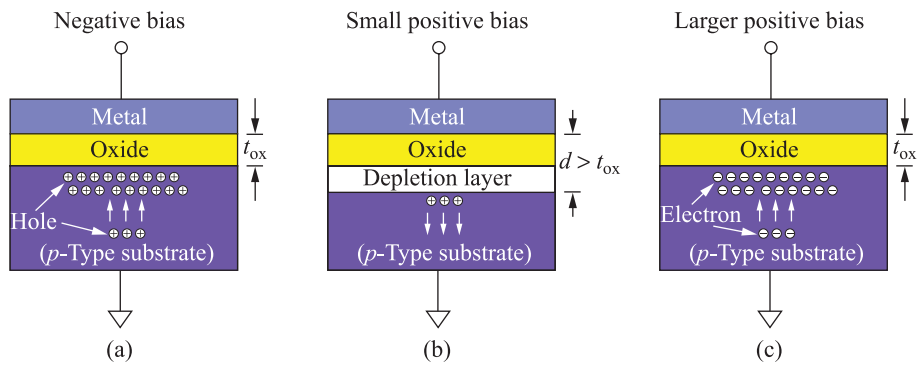 Negative bias
Small positive bias
Larger positive bias
Metal
Oxide
t_ox
Hole
(p-Type substrate)
(a)
Metal
Oxide
Depletion layer
d > t_ox
(p-Type substrate)
(b)
Metal
Oxide
t_ox
Electron
(p-Type substrate)
(c)